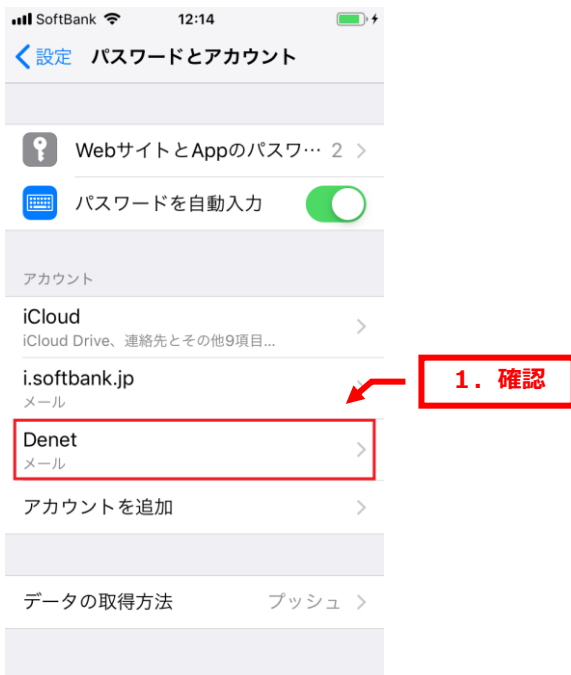 SoftBank 12:14
設定 パスワードとアカウント
WebサイトとAppのパスワ… 2
パスワードを自動入力
アカウント
iCloud
iCloud Drive、連絡先とその他9項目...
i.softbank.jp
メール
1．確認
Denet
メール
アカウントを追加
データの取得方法 プッシュ